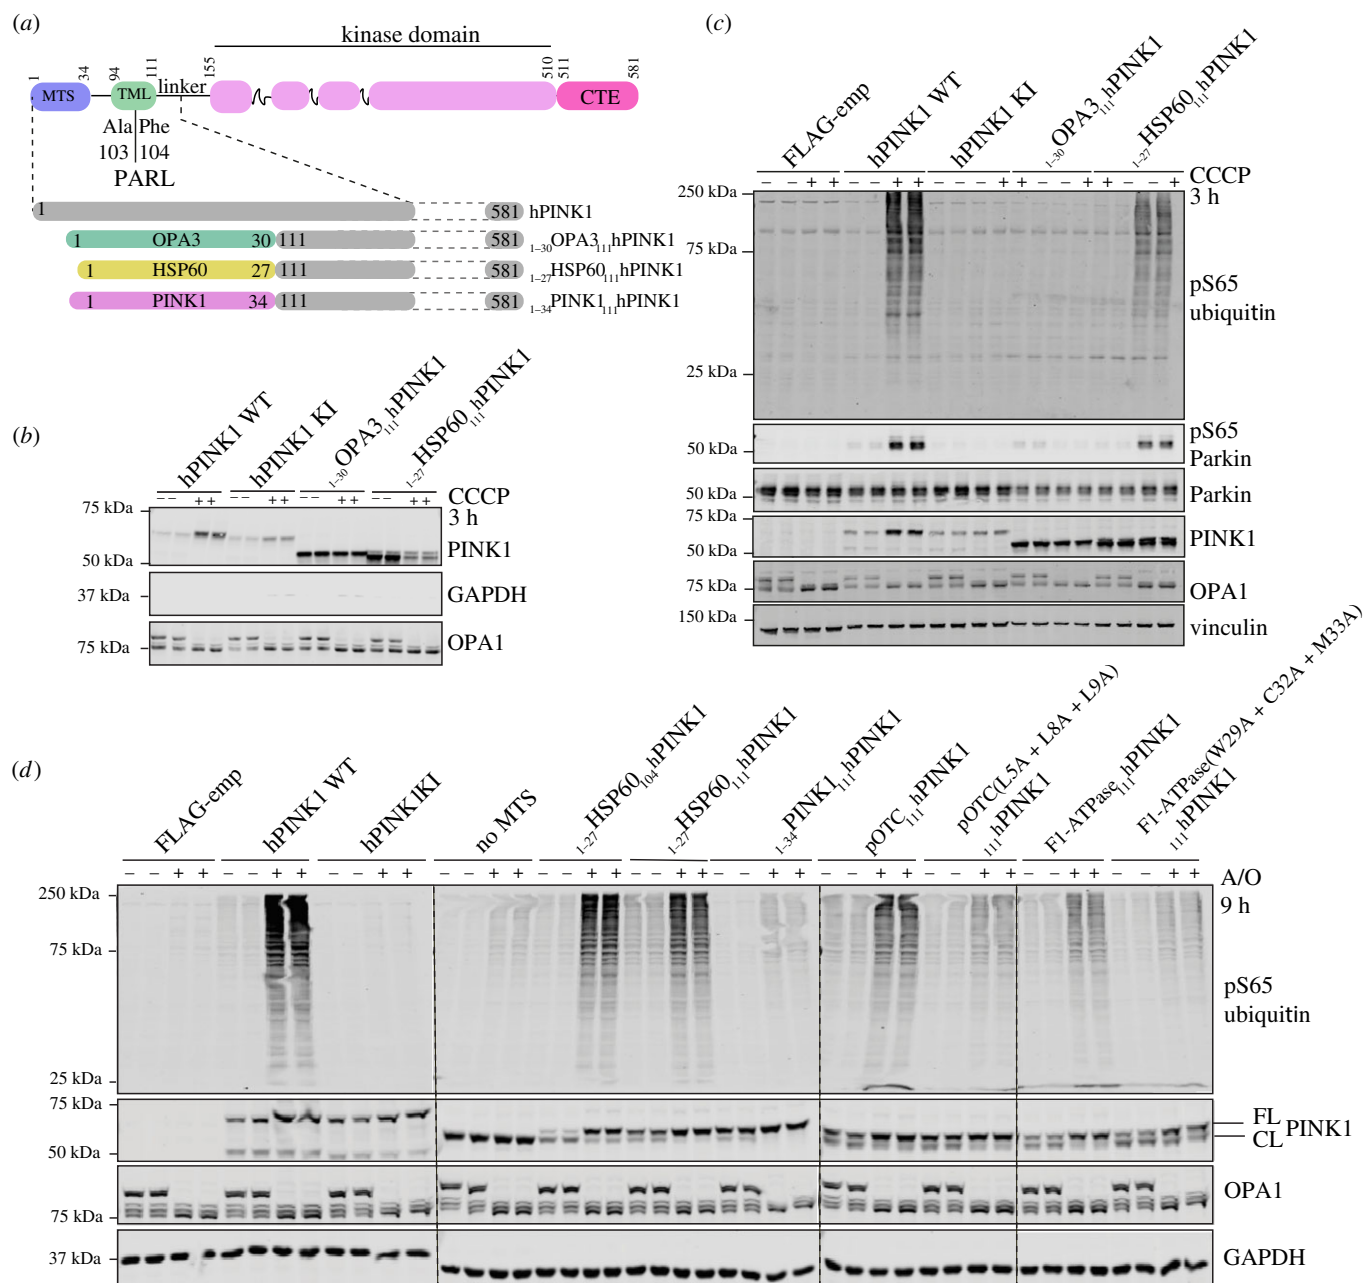 (a)
kinase domain
1 34 94 111 155 510 511 581
MTS TML linker CTE
Ala Phe
103 104
PARL
1 581 hPINK1
1 OPA3 30 111 581 1–30OPA3111hPINK1
1 HSP60 27 111 581 1–27HSP60111hPINK1
1 PINK1 34 111 581 1–34PINK1111hPINK1
(b)
hPINK1 WT hPINK1 KI 1–30OPA3111hPINK1 1–27HSP60111hPINK1
– – + + – – + + – – + + – – + + CCCP
3 h
75 kDa
50 kDa
PINK1
37 kDa
GAPDH
75 kDa
OPA1
(c)
FLAG-emp hPINK1 WT hPINK1 KI 1–30OPA3111hPINK1 1–27HSP60111hPINK1
– – + + – – + + – – – + + – – + + – + CCCP
3 h
250 kDa
75 kDa
25 kDa
pS65
ubiquitin
50 kDa
pS65
Parkin
50 kDa
Parkin
75 kDa
50 kDa
PINK1
75 kDa
OPA1
150 kDa
vinculin
(d)
FLAG-emp hPINK1 WT hPINK1KI no MTS 1–27HSP60104hPINK1 1–27HSP60111hPINK1 1–34PINK1111hPINK1 pOTC111hPINK1 pOTC(L5A + L8A + L9A)111hPINK1 F1-ATPase111hPINK1 F1-ATPase(W29A + C32A + M33A)111hPINK1
– – + + – – + + – – + + – – + + – – + + – – + + – – + + – – + + – – + + – – + + – – + + A/O
9 h
250 kDa
75 kDa
25 kDa
pS65
ubiquitin
75 kDa
50 kDa
FL
CL
PINK1
75 kDa
OPA1
37 kDa
GAPDH